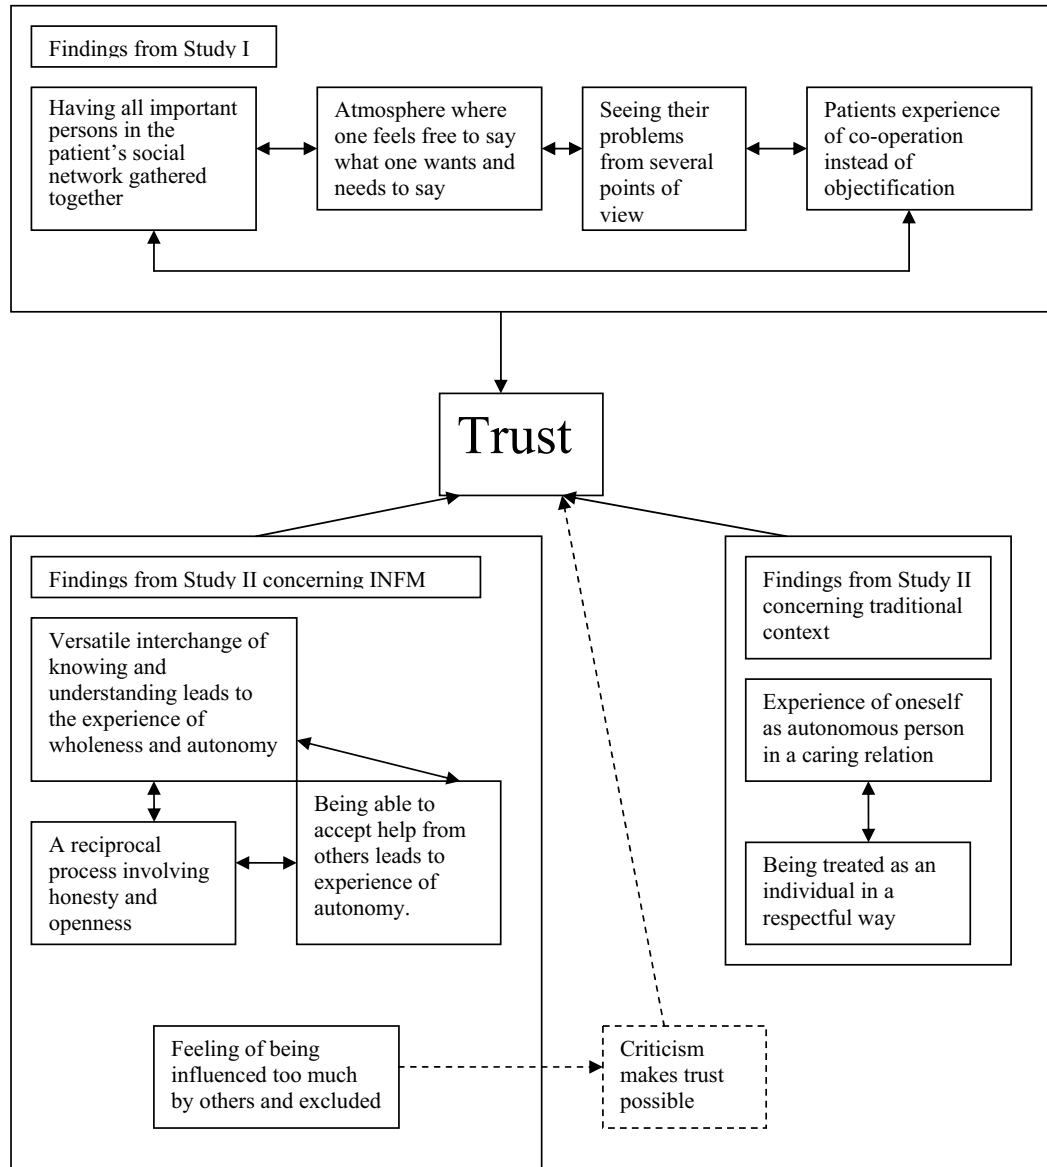 Findings from Study I
Having all important
persons in the
patient's social
network gathered
together
Atmosphere where
one feels free to say
what one wants and
needs to say
Seeing their
problems
from several
points of
view
Patients experience
of co-operation
instead of
objectification
Trust
Findings from Study II concerning INFM
Versatile interchange of
knowing and
understanding leads to
the experience of
wholeness and autonomy
A reciprocal
process involving
honesty and
openness
Being able to
accept help from
others leads to
experience of
autonomy.
Feeling of being
influenced too much
by others and excluded
Findings from Study II
concerning traditional
context
Experience of oneself
as autonomous person
in a caring relation
Being treated as an
individual in a
respectful way
Criticism
makes trust
possible